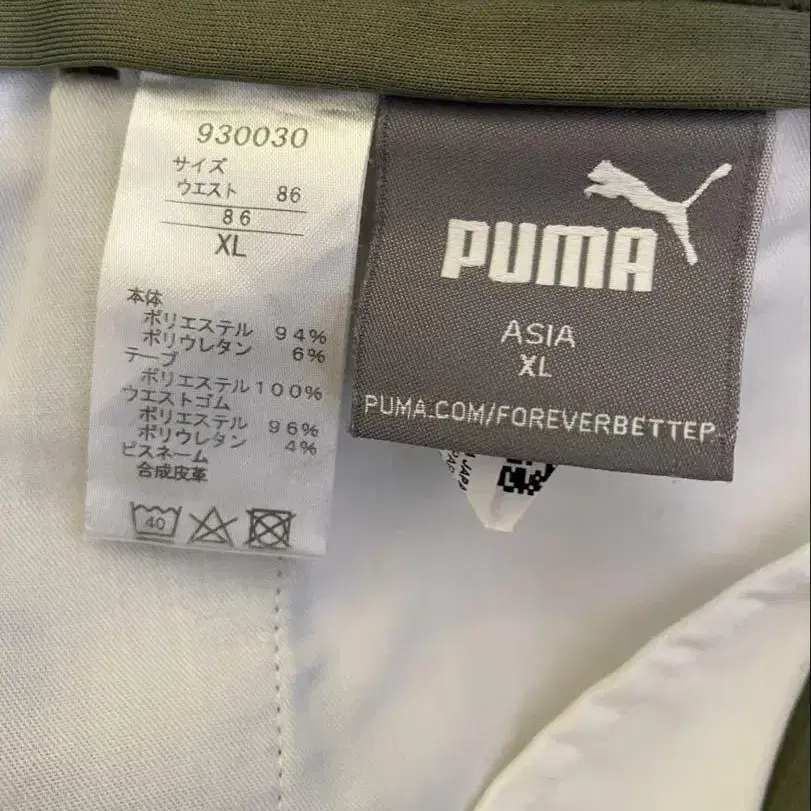 930030
サイズ
ウエスト 86
86
XL
本体
ポリエステル 94%
ポリウレタン 6%
テープ
ポリエステル 100%
ウエストゴム
ポリエステル 96%
ポリウレタン 4%
ピスネーム
合成皮革
40
PUMA
ASIA
XL
PUMA.COM/FOREVERBETTER